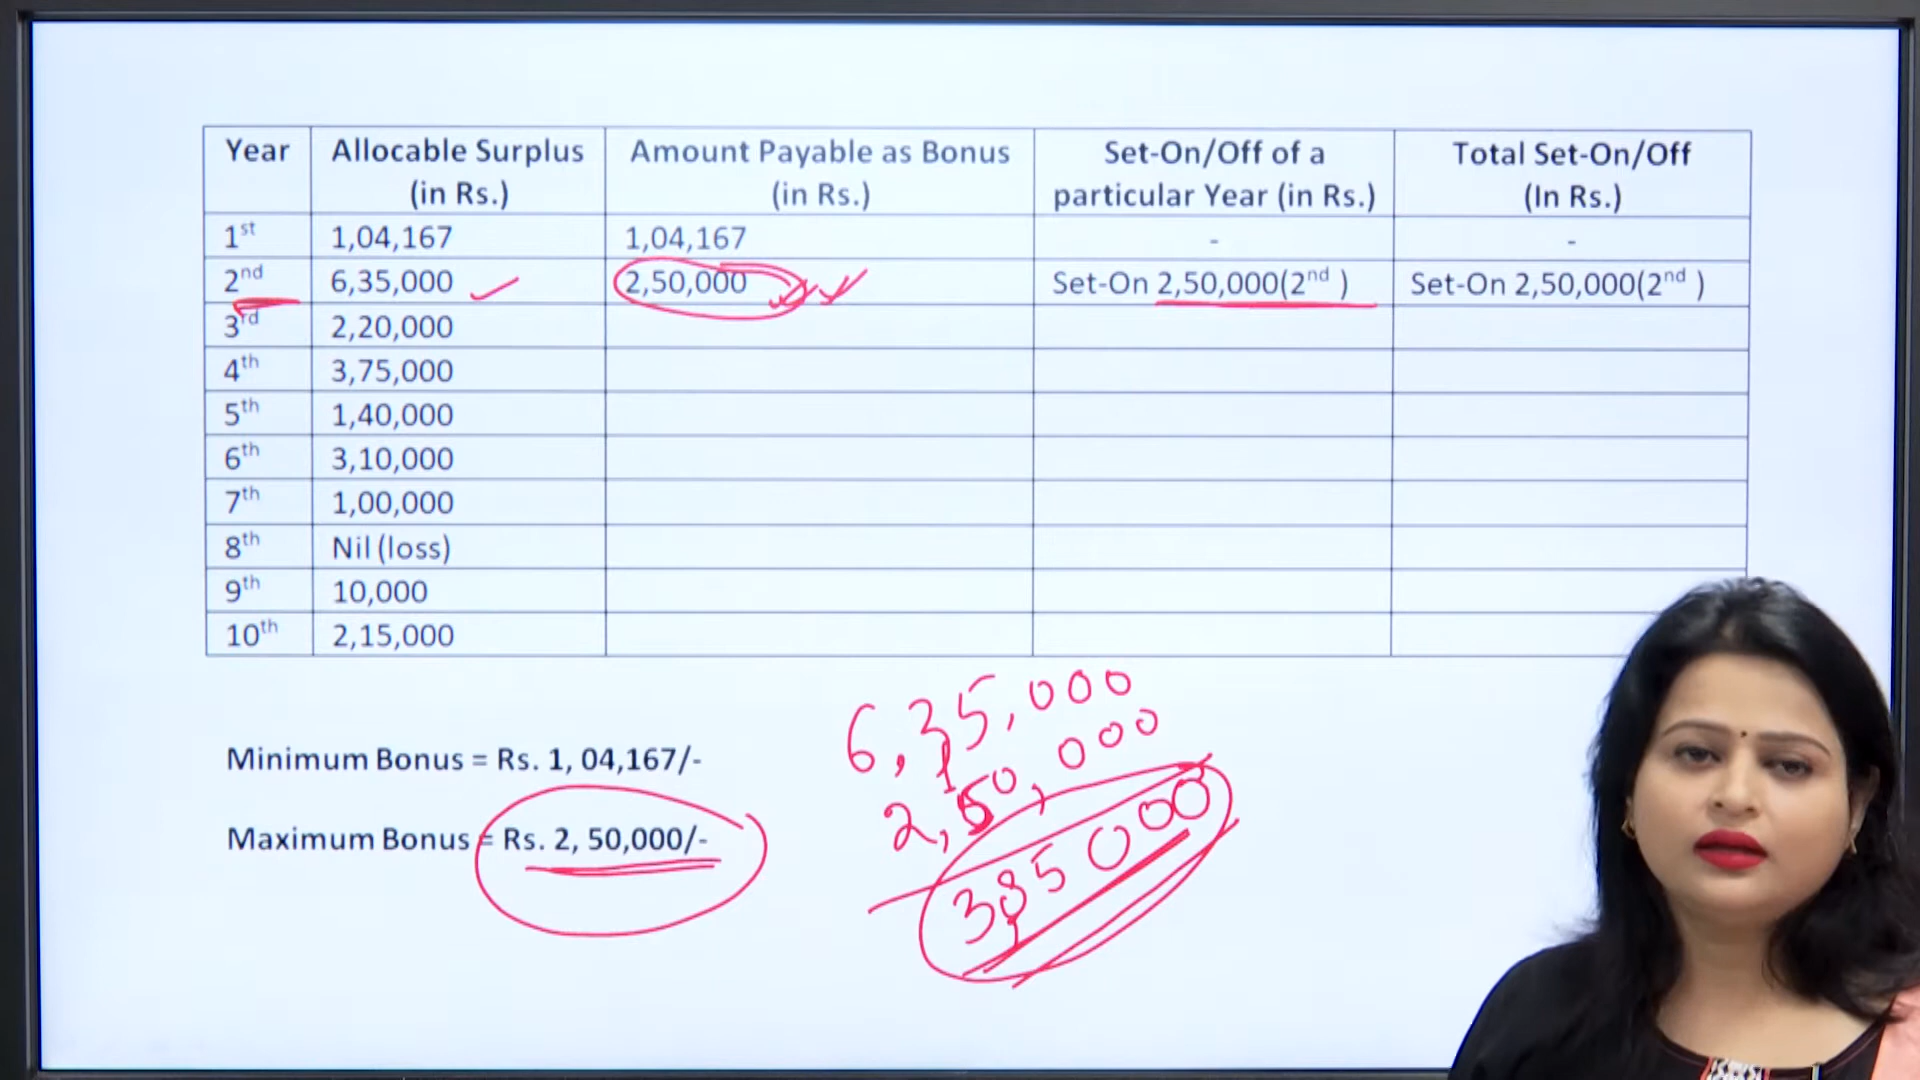 Year Allocable Surplus (in Rs.) Amount Payable as Bonus (in Rs.) Set-On/Off of a particular Year (in Rs.) Total Set-On/Off (In Rs.)
1st 1,04,167 1,04,167 - -
2nd 6,35,000 2,50,000 Set-On 2,50,000(2nd ) Set-On 2,50,000(2nd )
3rd 2,20,000
4th 3,75,000
5th 1,40,000
6th 3,10,000
7th 1,00,000
8th Nil (loss)
9th 10,000
10th 2,15,000
6,35,000
2,50,000
385000
Minimum Bonus = Rs. 1, 04,167/-
Maximum Bonus = Rs. 2, 50,000/-